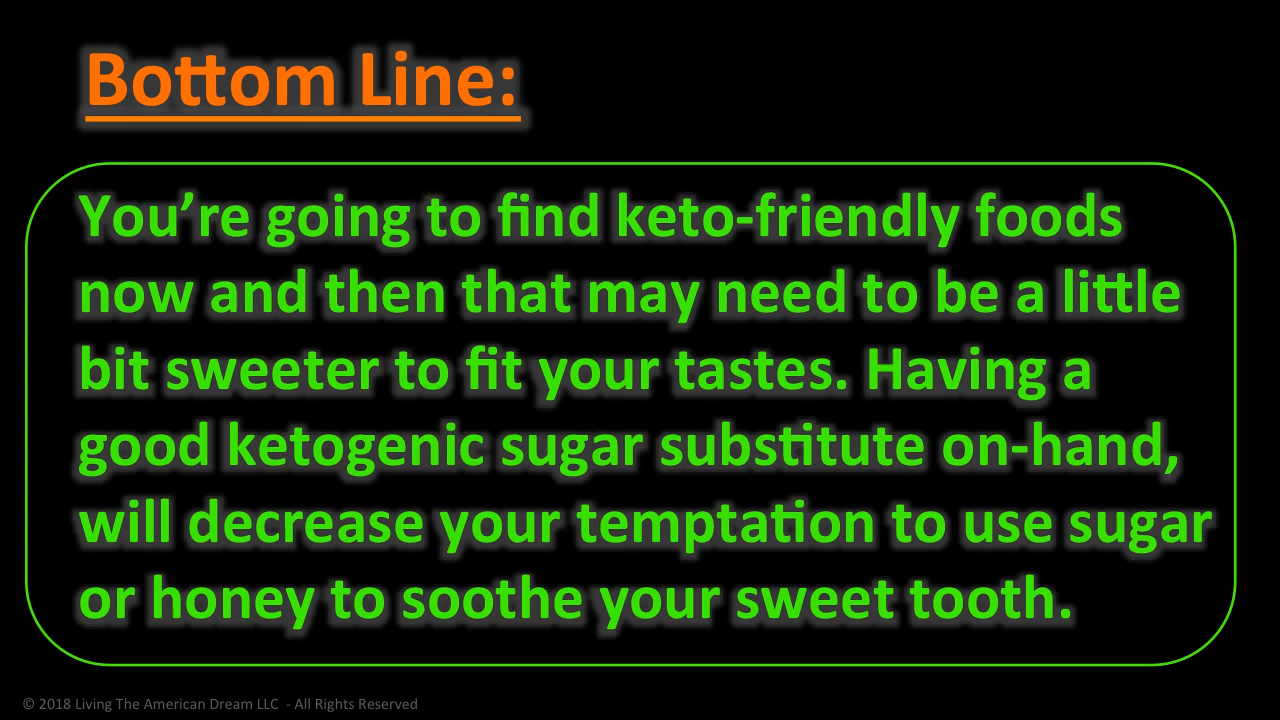 Bottom Line:
You’re going to find keto-friendly foods
now and then that may need to be a little
bit sweeter to fit your tastes. Having a
good ketogenic sugar substitute on-hand,
will decrease your temptation to use sugar
or honey to soothe your sweet tooth.
© 2018 Living The American Dream LLC - All Rights Reserved